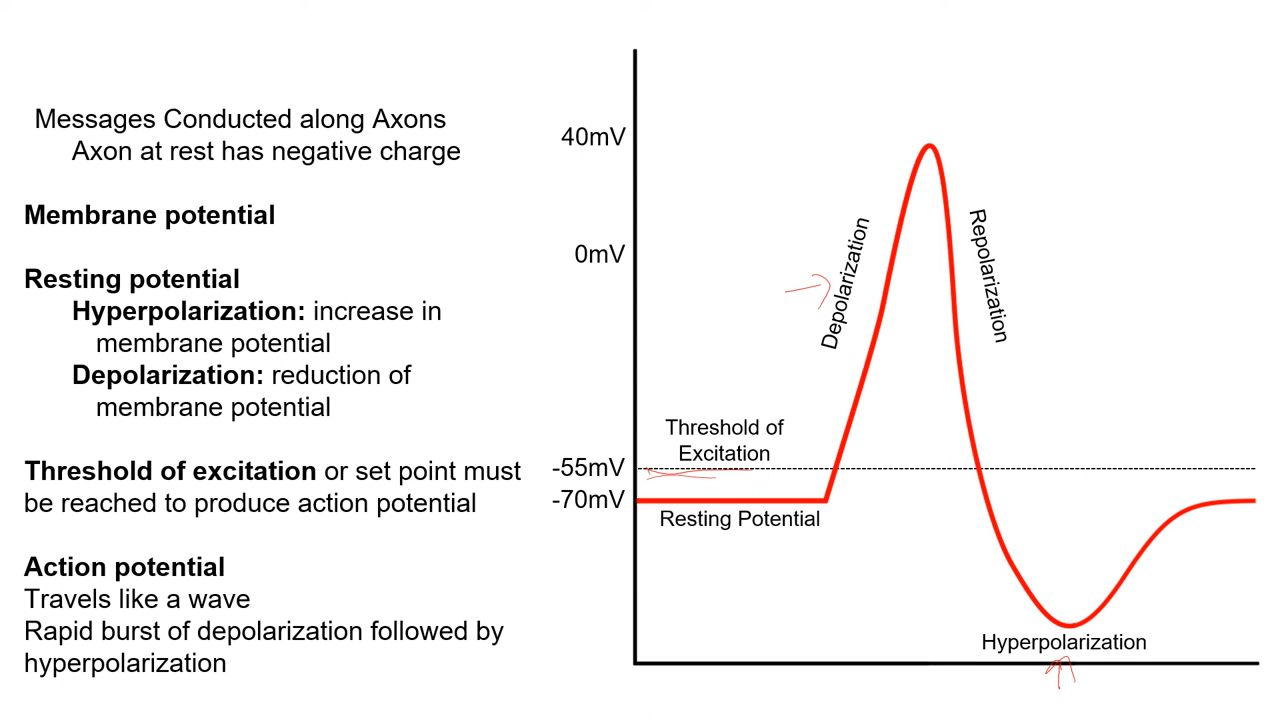 Messages Conducted along Axons
Axon at rest has negative charge
Membrane potential
Resting potential
Hyperpolarization: increase in
membrane potential
Depolarization: reduction of
membrane potential
Threshold of excitation or set point must
be reached to produce action potential
Action potential
Travels like a wave
Rapid burst of depolarization followed by
hyperpolarization
40mV
0mV
-55mV
-70mV
Threshold of
Excitation
Resting Potential
Depolarization
Repolarization
Hyperpolarization